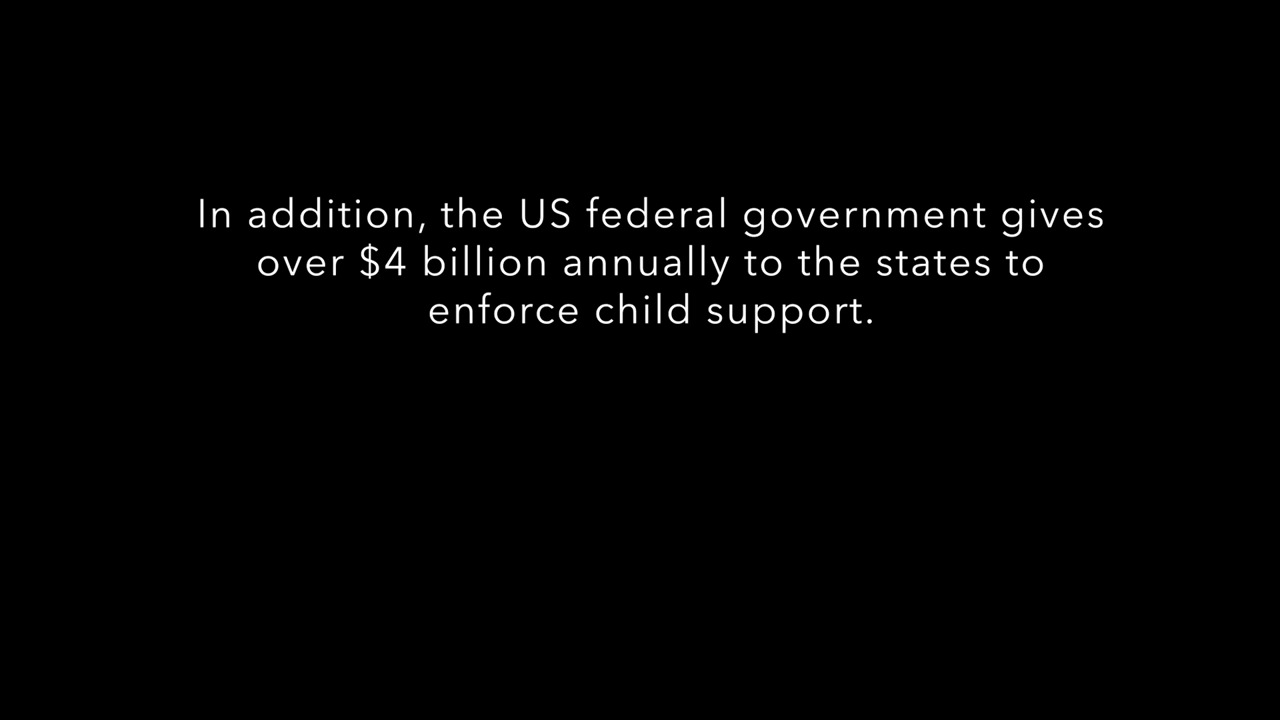 In addition, the US federal government gives
over $4 billion annually to the states to
enforce child support.